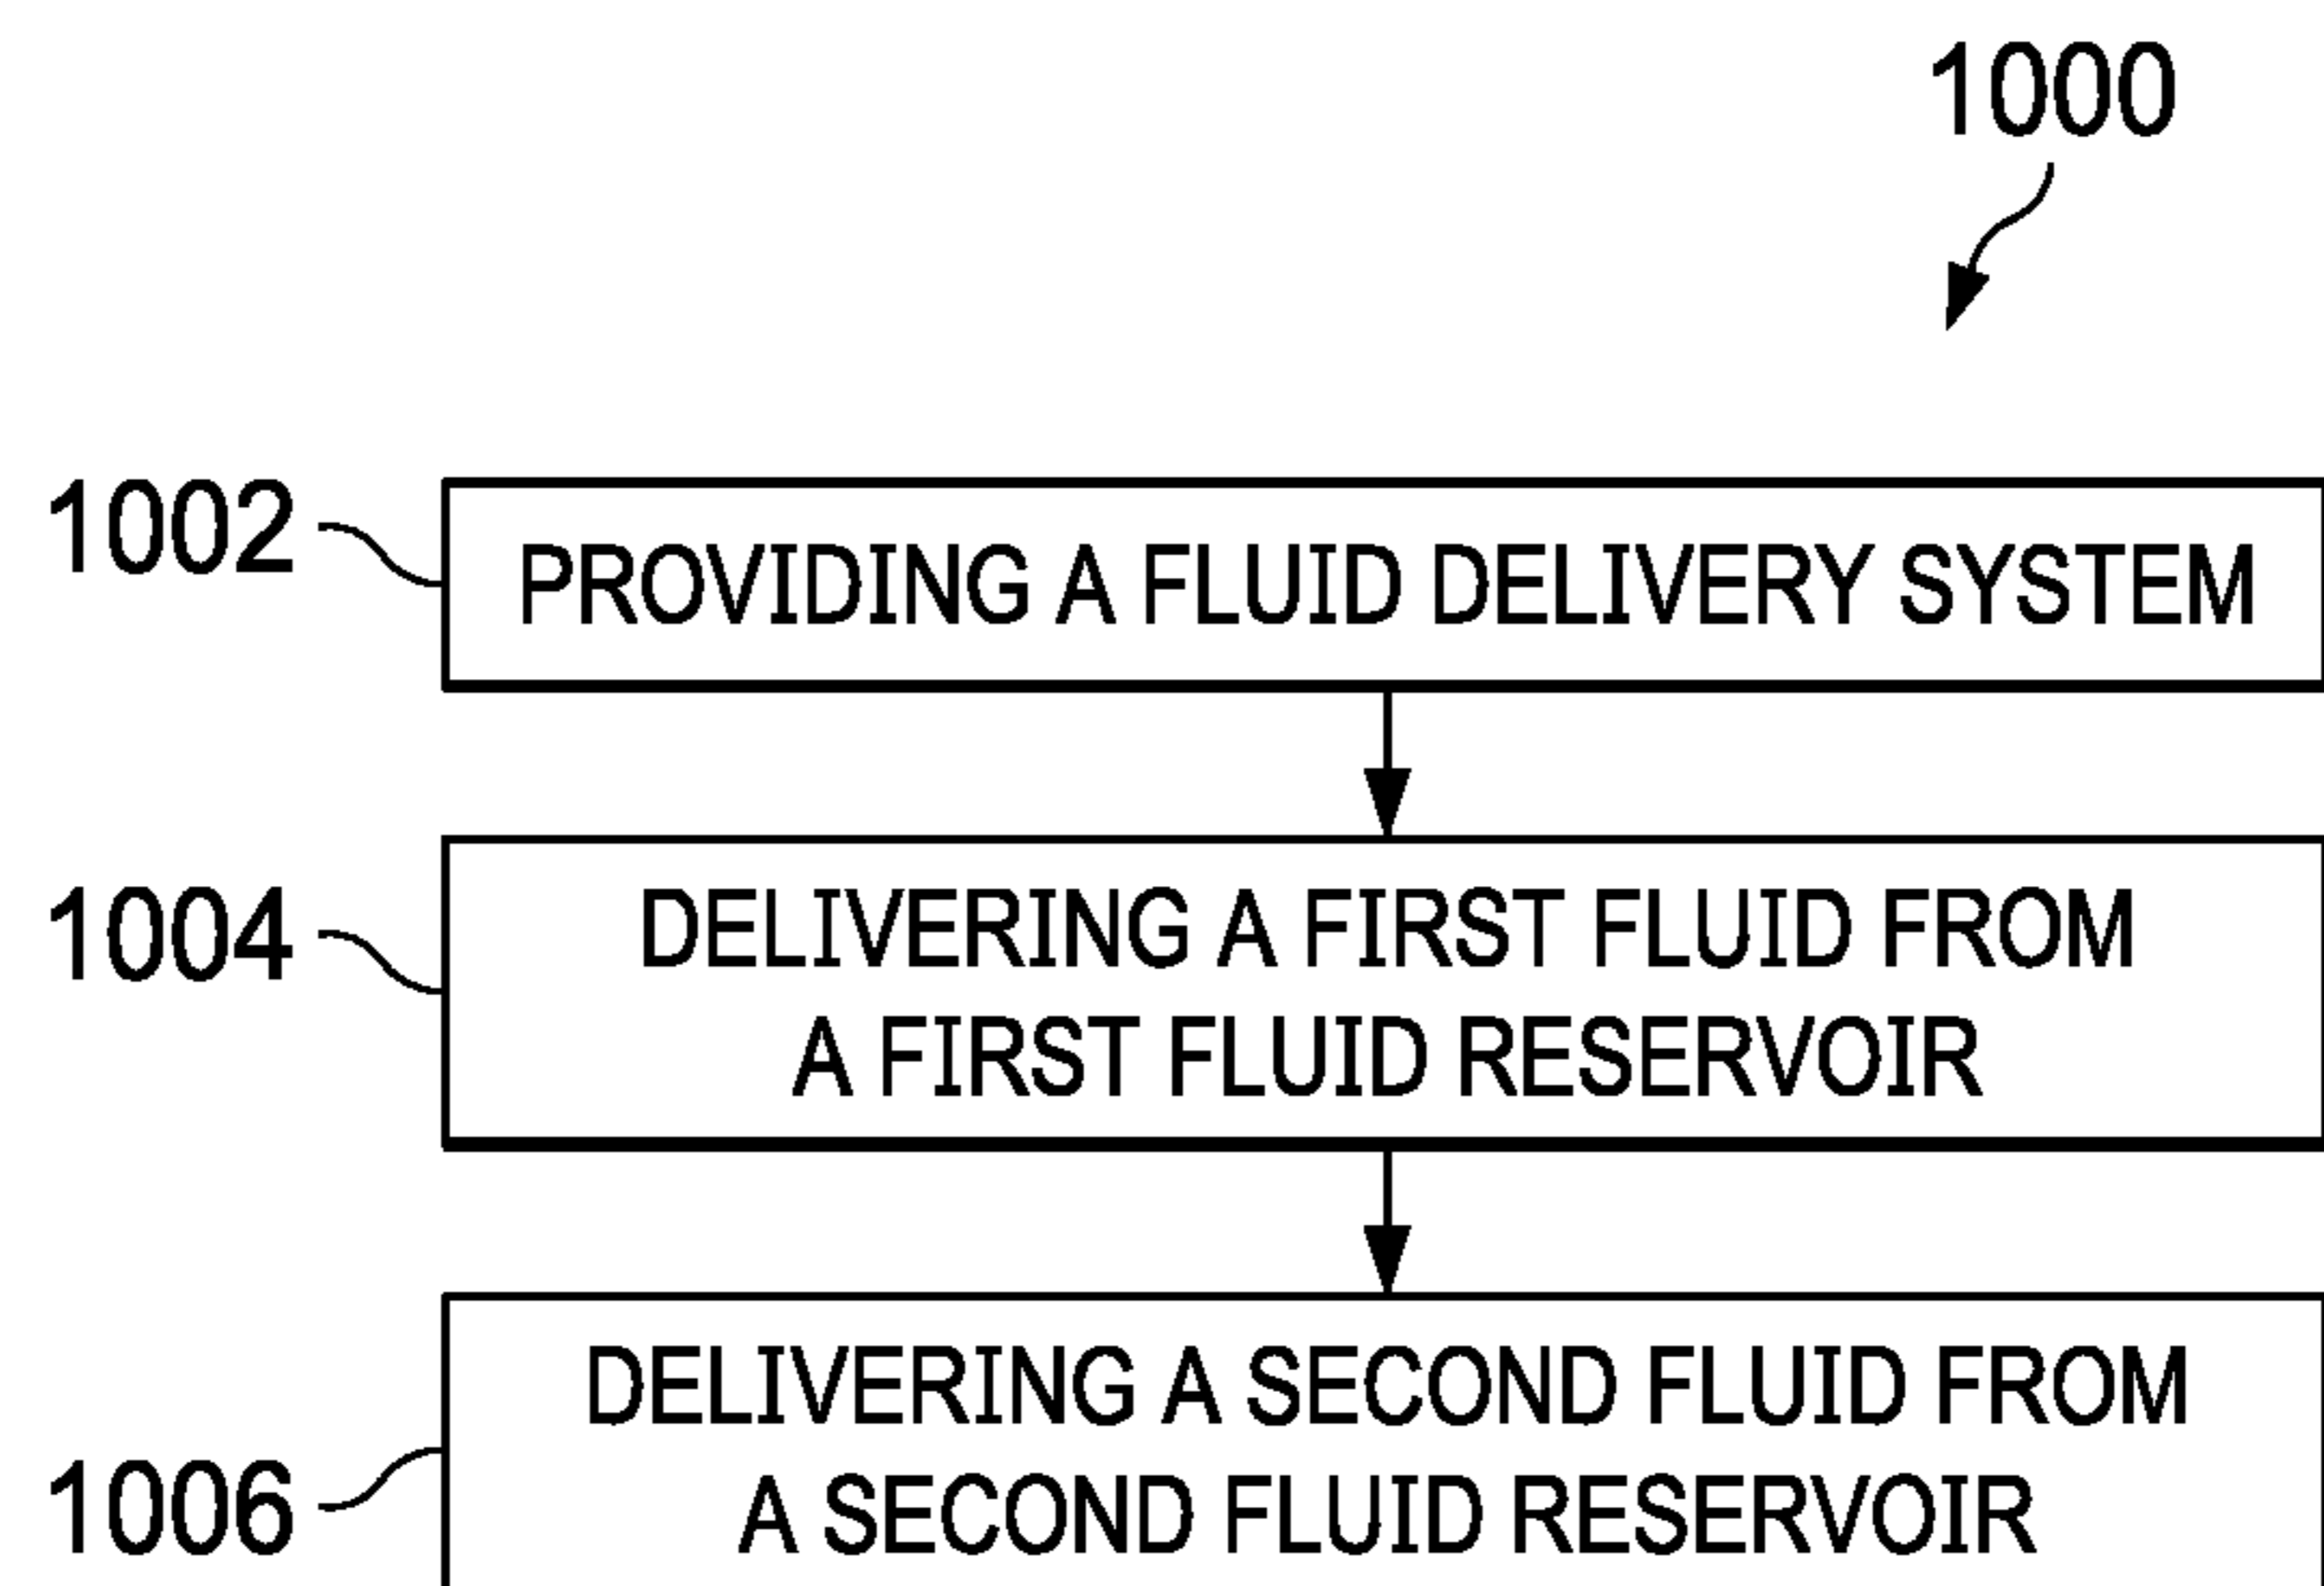 1000
1002
PROVIDING A FLUID DELIVERY SYSTEM
1004
DELIVERING A FIRST FLUID FROM
A FIRST FLUID RESERVOIR
1006
DELIVERING A SECOND FLUID FROM
A SECOND FLUID RESERVOIR